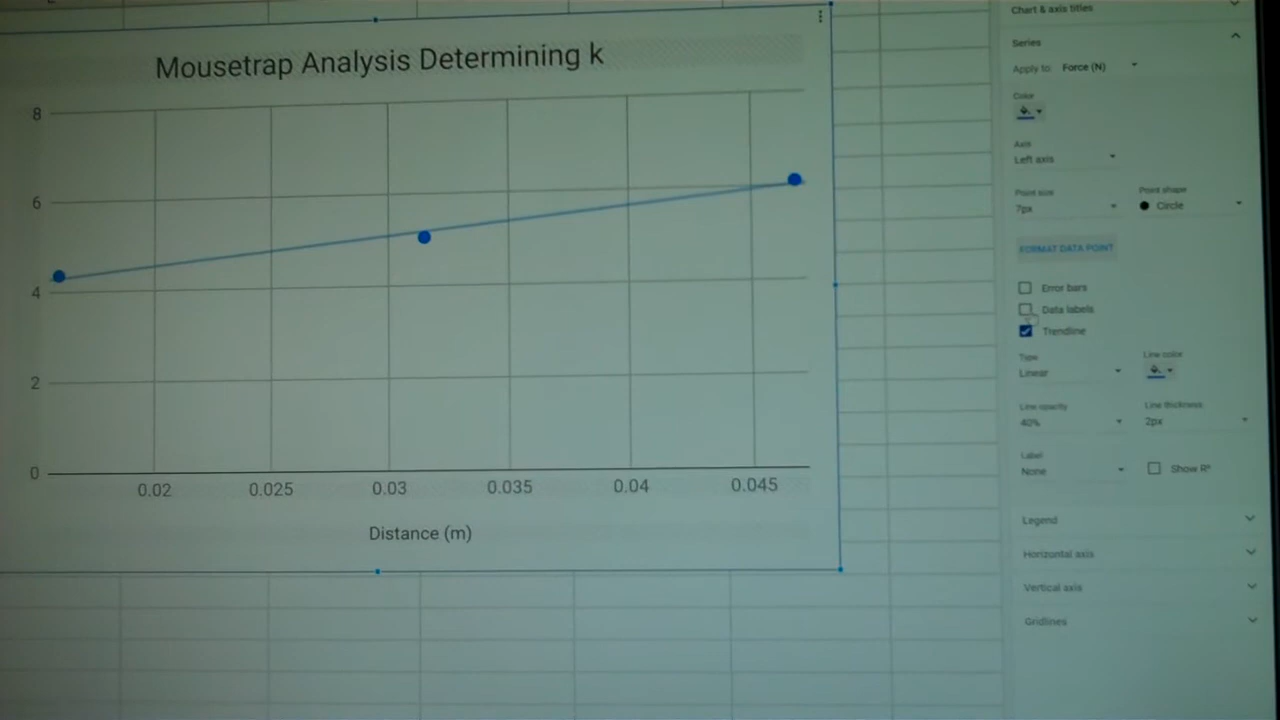 Mousetrap Analysis Determining k
8
6
4
2
0
0.02 0.025 0.03 0.035 0.04 0.045
Distance (m)
Chart & axis titles
Series
Apply to: Force (N)
Color
Axis
Left axis
Point size Point shape
7px Circle
FORMAT DATA POINT
Error bars
Data labels
Trendline
Type Line color
Linear
Line opacity Line thickness
40% 2px
Label
None Show R²
Legend
Horizontal axis
Vertical axis
Gridlines